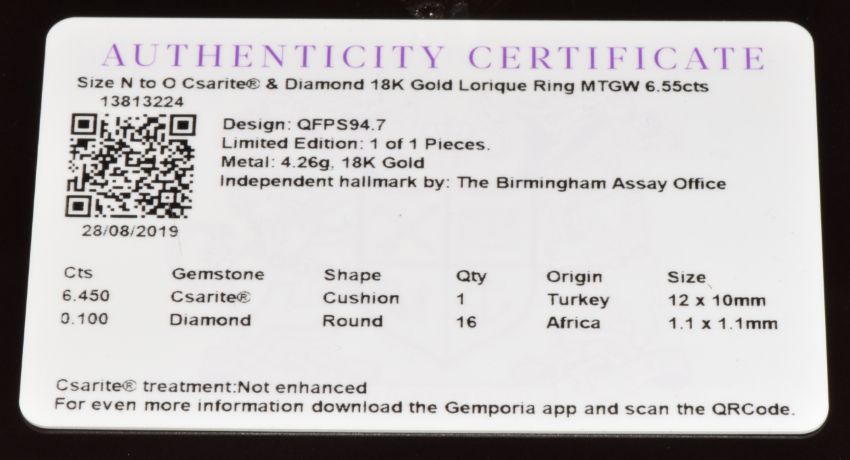 AUTHENTICITY CERTIFICATE
Size N to O Csarite® & Diamond 18K Gold Lorique Ring MTGW 6.55cts
13813224
Design: QFPS94.7
Limited Edition: 1 of 1 Pieces.
Metal: 4.26g, 18K Gold
Independent hallmark by: The Birmingham Assay Office
28/08/2019
Cts Gemstone Shape Qty Origin Size
6.450 Csarite® Cushion 1 Turkey 12 x 10mm
0.100 Diamond Round 16 Africa 1.1 x 1.1mm
Csarite® treatment:Not enhanced
For even more information download the Gemporia app and scan the QRCode.